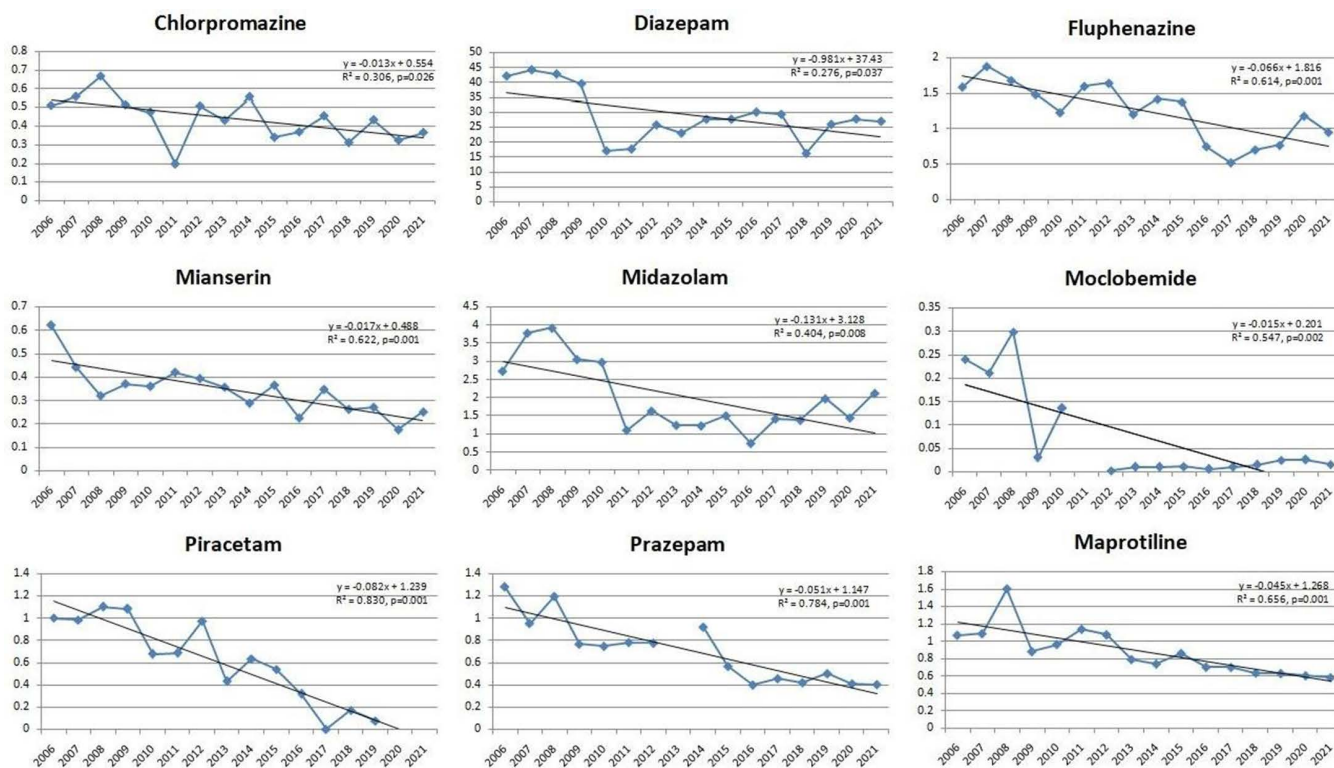 Chlorpromazine
y = -0.013x + 0.554
R² = 0.306, p=0.026
0.8
0.7
0.6
0.5
0.4
0.3
0.2
0.1
0
2006 2007 2008 2009 2010 2011 2012 2013 2014 2015 2016 2017 2018 2019 2020 2021
Diazepam
y = -0.981x + 37.43
R² = 0.276, p=0.037
50
45
40
35
30
25
20
15
10
5
0
2006 2007 2008 2009 2010 2011 2012 2013 2014 2015 2016 2017 2018 2019 2020 2021
Fluphenazine
y = -0.066x + 1.816
R² = 0.614, p=0.001
2
1.5
1
0.5
0
2006 2007 2008 2009 2010 2011 2012 2013 2014 2015 2016 2017 2018 2019 2020 2021
Mianserin
y = -0.017x + 0.488
R² = 0.622, p=0.001
0.7
0.6
0.5
0.4
0.3
0.2
0.1
0
2006 2007 2008 2009 2010 2011 2012 2013 2014 2015 2016 2017 2018 2019 2020 2021
Midazolam
y = -0.131x + 3.128
R² = 0.404, p=0.008
4.5
4
3.5
3
2.5
2
1.5
1
0.5
0
2006 2007 2008 2009 2010 2011 2012 2013 2014 2015 2016 2017 2018 2019 2020 2021
Moclobemide
y = -0.015x + 0.201
R² = 0.547, p=0.002
0.35
0.3
0.25
0.2
0.15
0.1
0.05
0
2006 2007 2008 2009 2010 2011 2012 2013 2014 2015 2016 2017 2018 2019 2020 2021
Piracetam
y = -0.082x + 1.239
R² = 0.830, p=0.001
1.4
1.2
1
0.8
0.6
0.4
0.2
0
2006 2007 2008 2009 2010 2011 2012 2013 2014 2015 2016 2017 2018 2019 2020 2021
Prazepam
y = -0.051x + 1.147
R² = 0.784, p=0.001
1.4
1.2
1
0.8
0.6
0.4
0.2
0
2006 2007 2008 2009 2010 2011 2012 2013 2014 2015 2016 2017 2018 2019 2020 2021
Maprotiline
y = -0.045x + 1.268
R² = 0.656, p=0.001
1.8
1.6
1.4
1.2
1
0.8
0.6
0.4
0.2
0
2006 2007 2008 2009 2010 2011 2012 2013 2014 2015 2016 2017 2018 2019 2020 2021